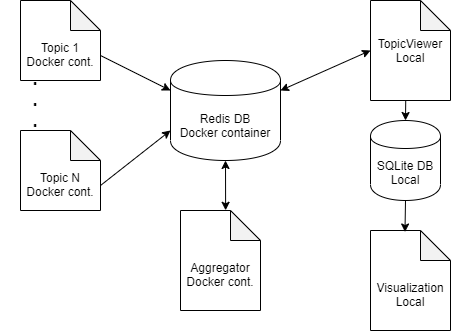 Topic 1
Docker cont.
Topic N
Docker cont.
Redis DB
Docker container
Aggregator
Docker cont.
TopicViewer
Local
SQLite DB
Local
Visualization
Local